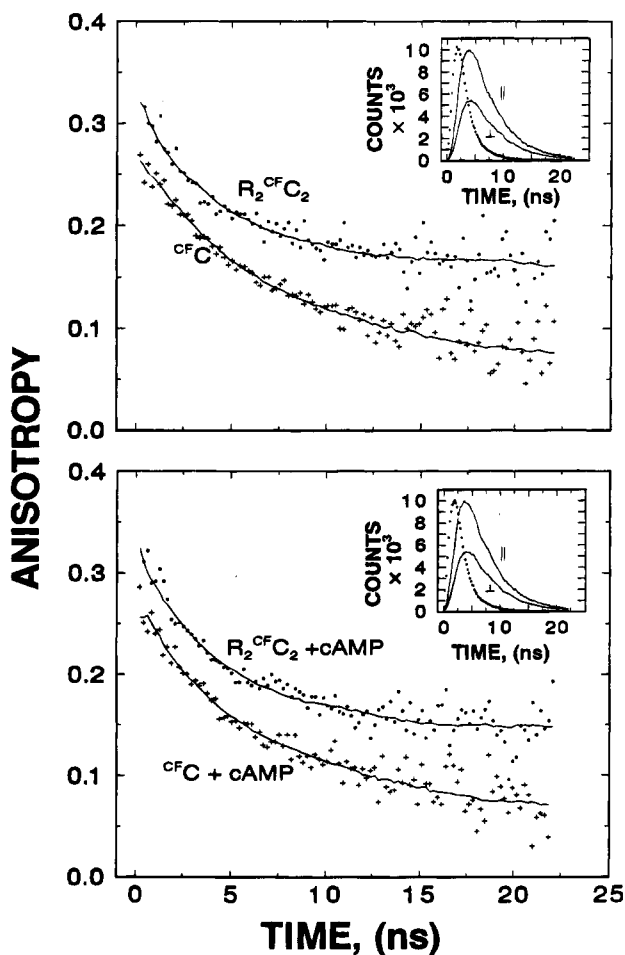 0.4
0.3
0.2
0.1
0.0
R₂ᶜᶠC₂
ᶜᶠC
COUNTS
× 10³
10
8
6
4
2
0
||
⊥
0 10 20
TIME, (ns)
ANISOTROPY
0.3
0.2
0.1
0.0
R₂ᶜᶠC₂ +cAMP
ᶜᶠC + cAMP
COUNTS
× 10³
10
8
6
4
2
0
||
⊥
0 10 20
TIME, (ns)
0 5 10 15 20 25
TIME, (ns)